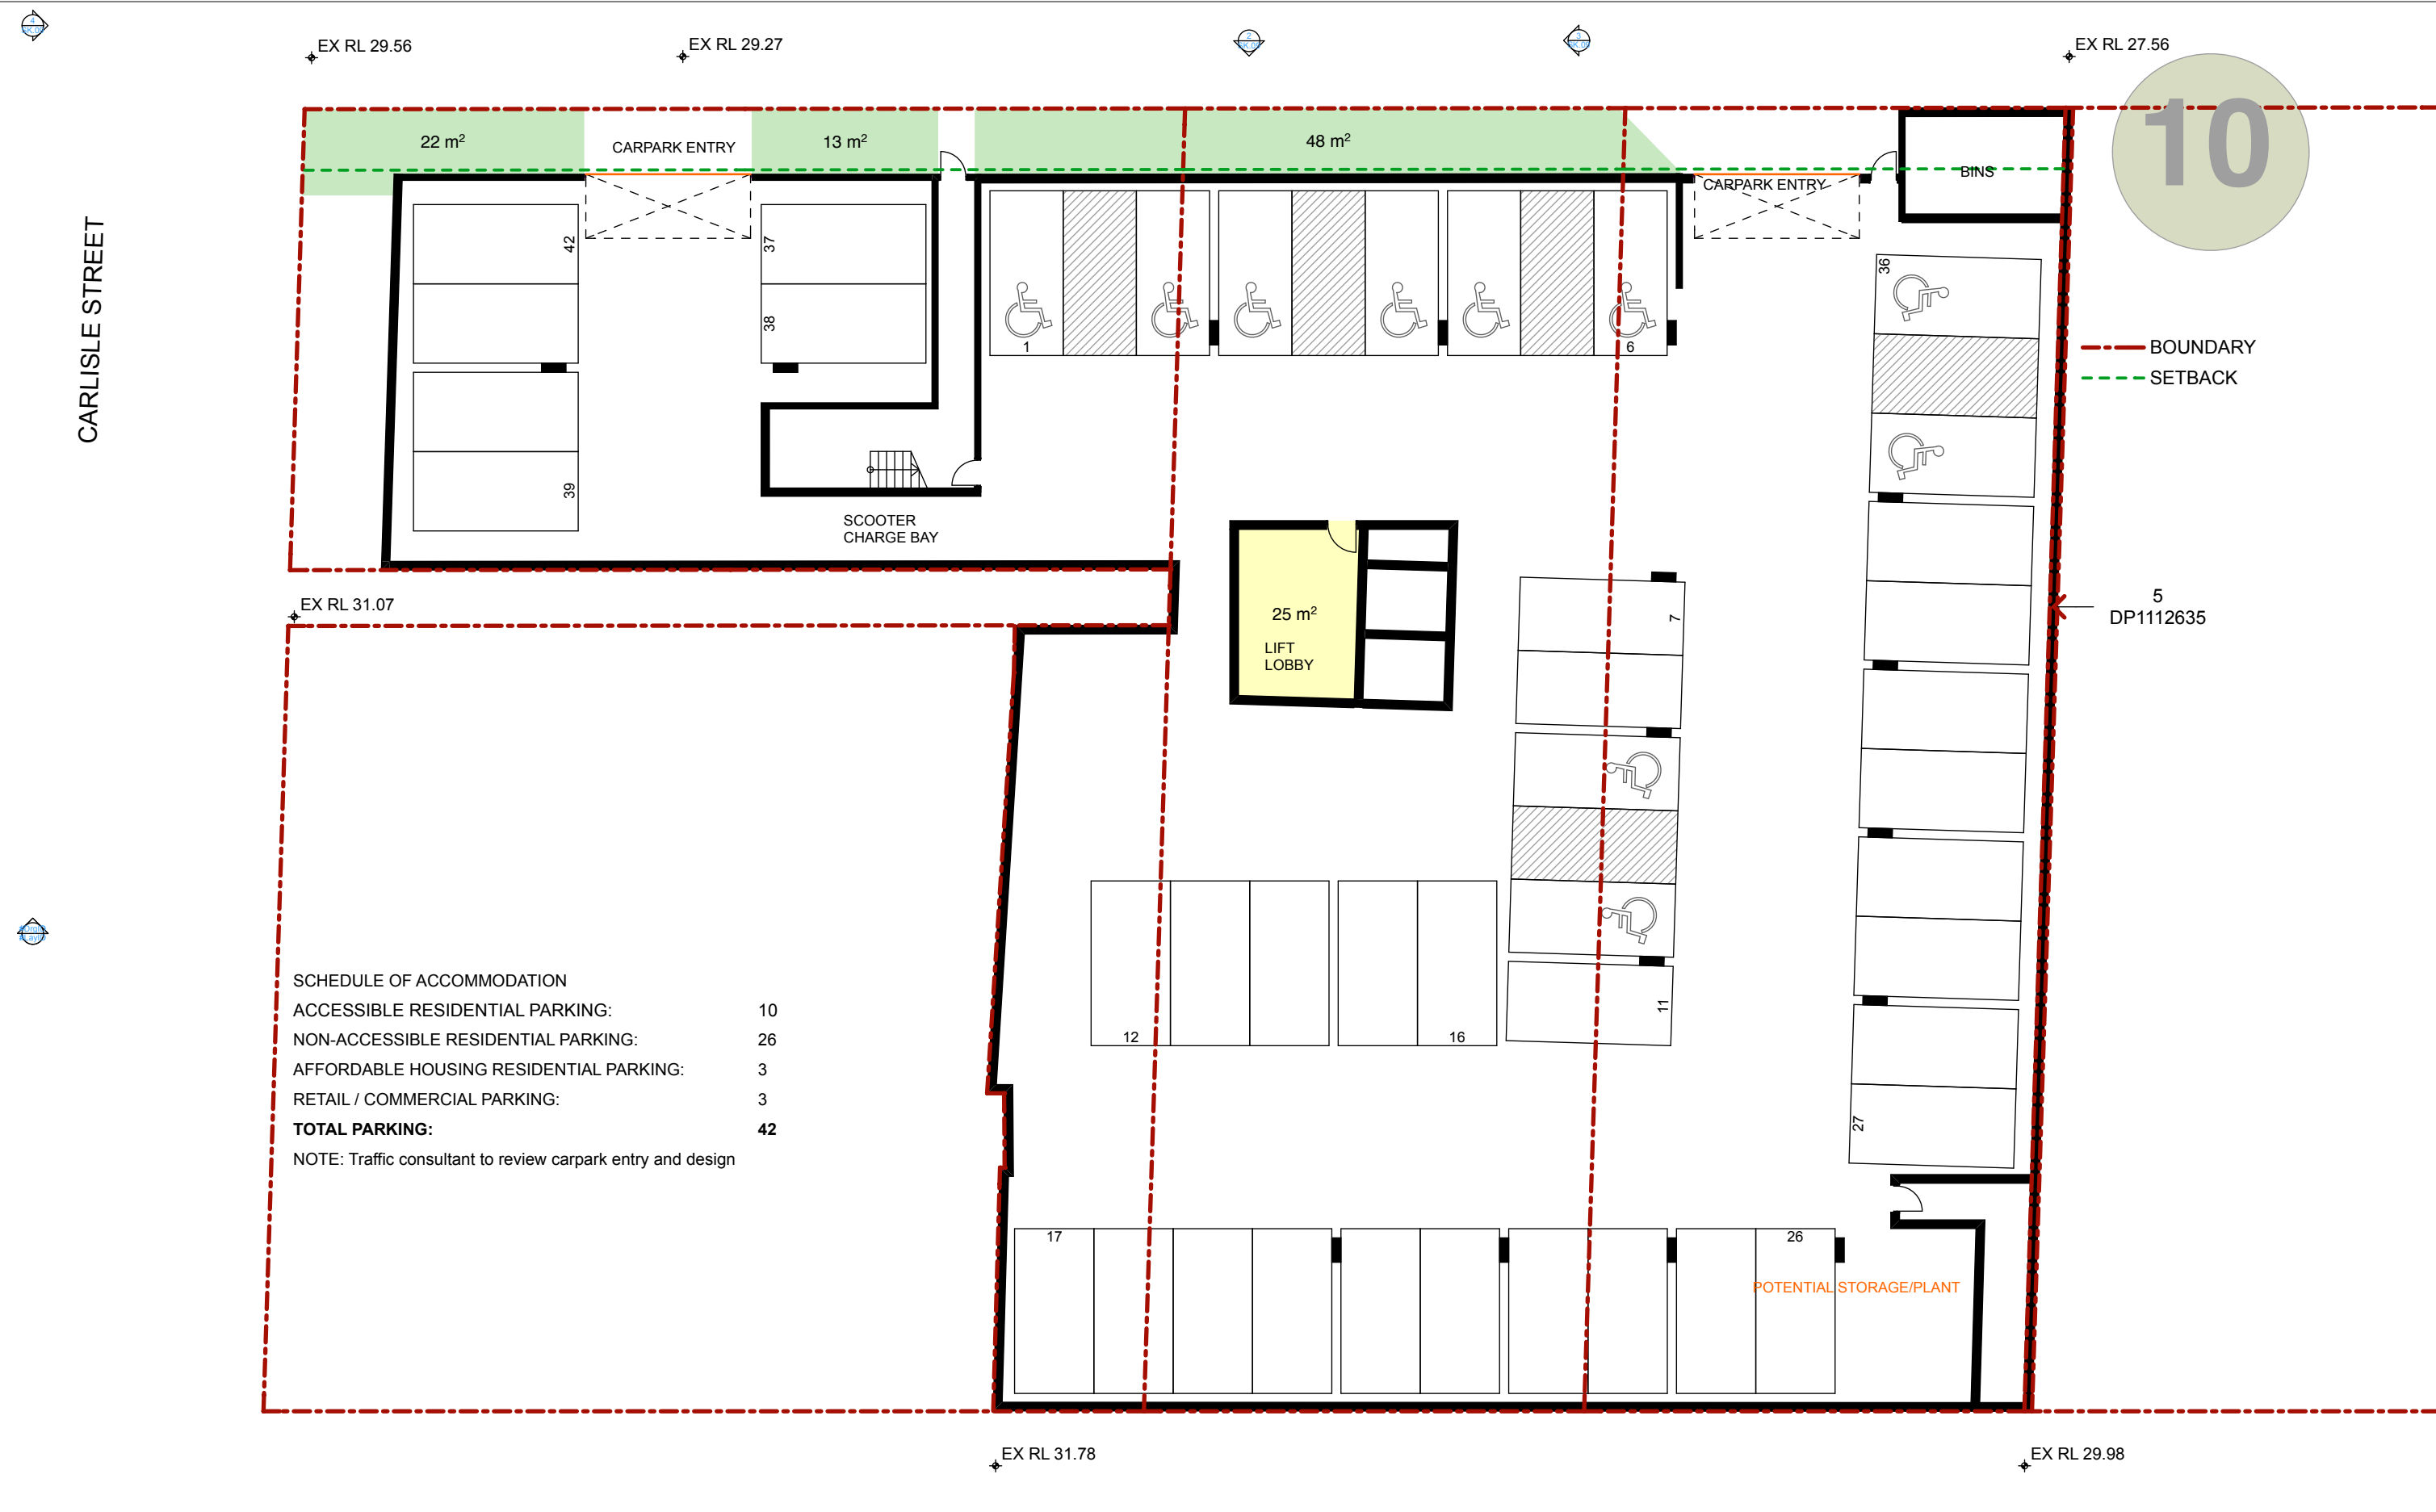 EX RL 29.56
EX RL 29.27
2
3
EX RL 27.56
10
22 m²
CARPARK ENTRY
13 m²
48 m²
CARPARK ENTRY
BINS
CARLISLE STREET
42
37
38
39
1
6
36
BOUNDARY
SETBACK
SCOOTER
CHARGE BAY
EX RL 31.07
25 m²
LIFT
LOBBY
7
5
DP1112635
11
12
16
27
SCHEDULE OF ACCOMMODATION
ACCESSIBLE RESIDENTIAL PARKING: 10
NON-ACCESSIBLE RESIDENTIAL PARKING: 26
AFFORDABLE HOUSING RESIDENTIAL PARKING: 3
RETAIL / COMMERCIAL PARKING: 3
TOTAL PARKING: 42
NOTE: Traffic consultant to review carpark entry and design
17
26
POTENTIAL STORAGE/PLANT
EX RL 31.78
EX RL 29.98